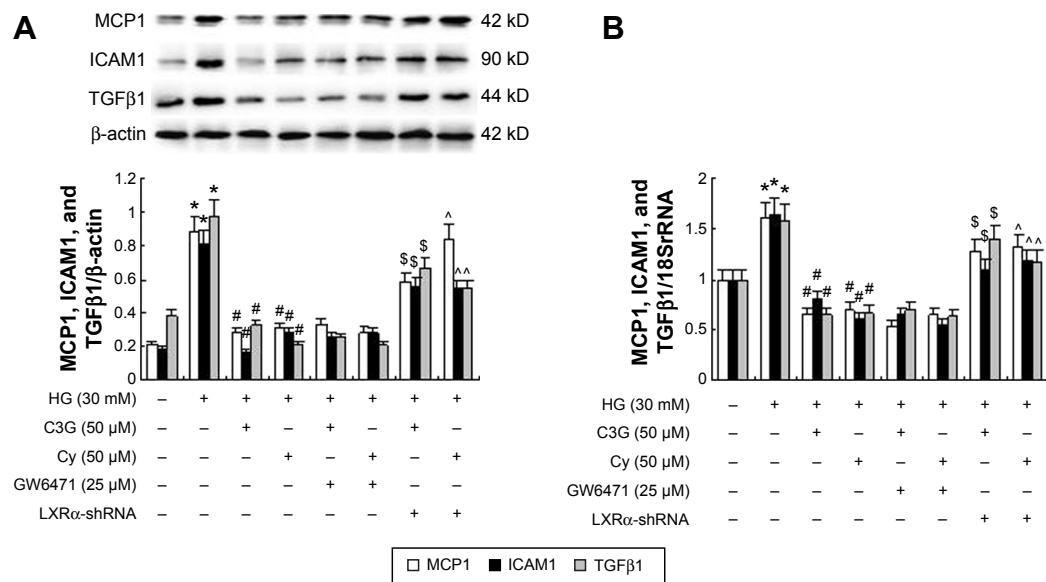 A
MCP1 42 kD
ICAM1 90 kD
TGFβ1 44 kD
β-actin 42 kD
MCP1, ICAM1, and
TGFβ1/β-actin
1.2
1
0.8
0.6
0.4
0.2
0
* * *
# # #
# # #
$ $ $
^ ^ ^
HG (30 mM) – + + + + + + +
C3G (50 µM) – – + – + – + –
Cy (50 µM) – – – + – + – +
GW6471 (25 µM) – – – – + + – –
LXRα-shRNA – – – – – – + +
B
MCP1, ICAM1, and
TGFβ1/18SrRNA
2
1.5
1
0.5
0
* * *
# # #
# # #
$ $ $
^ ^ ^
HG (30 mM) – + + + + + + +
C3G (50 µM) – – + – + – + –
Cy (50 µM) – – – + – + – +
GW6471 (25 µM) – – – – + + – –
LXRα-shRNA – – – – – – + +
MCP1 ICAM1 TGFβ1